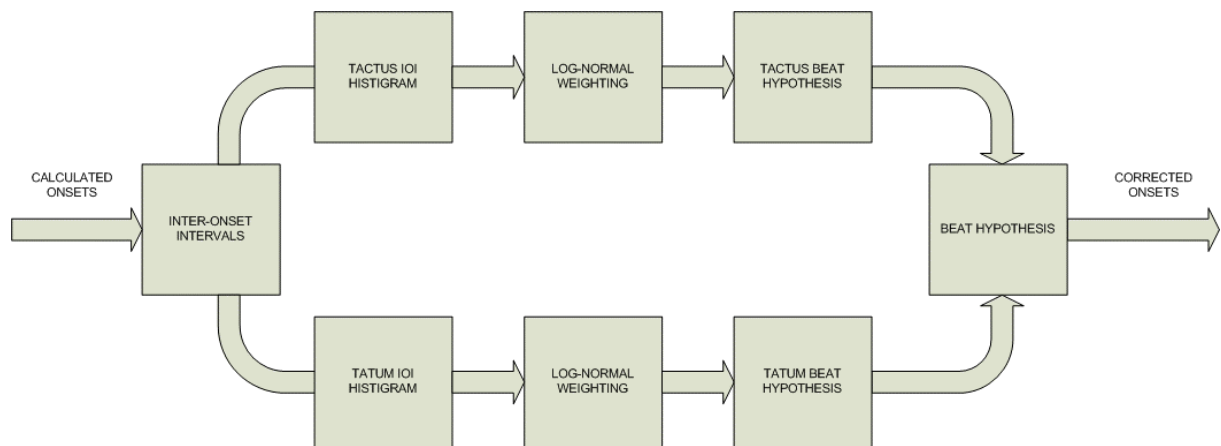 CALCULATED
ONSETS
INTER-ONSET
INTERVALS
TACTUS IOI
HISTIGRAM
LOG-NORMAL
WEIGHTING
TACTUS BEAT
HYPOTHESIS
TATUM IOI
HISTIGRAM
LOG-NORMAL
WEIGHTING
TATUM BEAT
HYPOTHESIS
BEAT HYPOTHESIS
CORRECTED
ONSETS